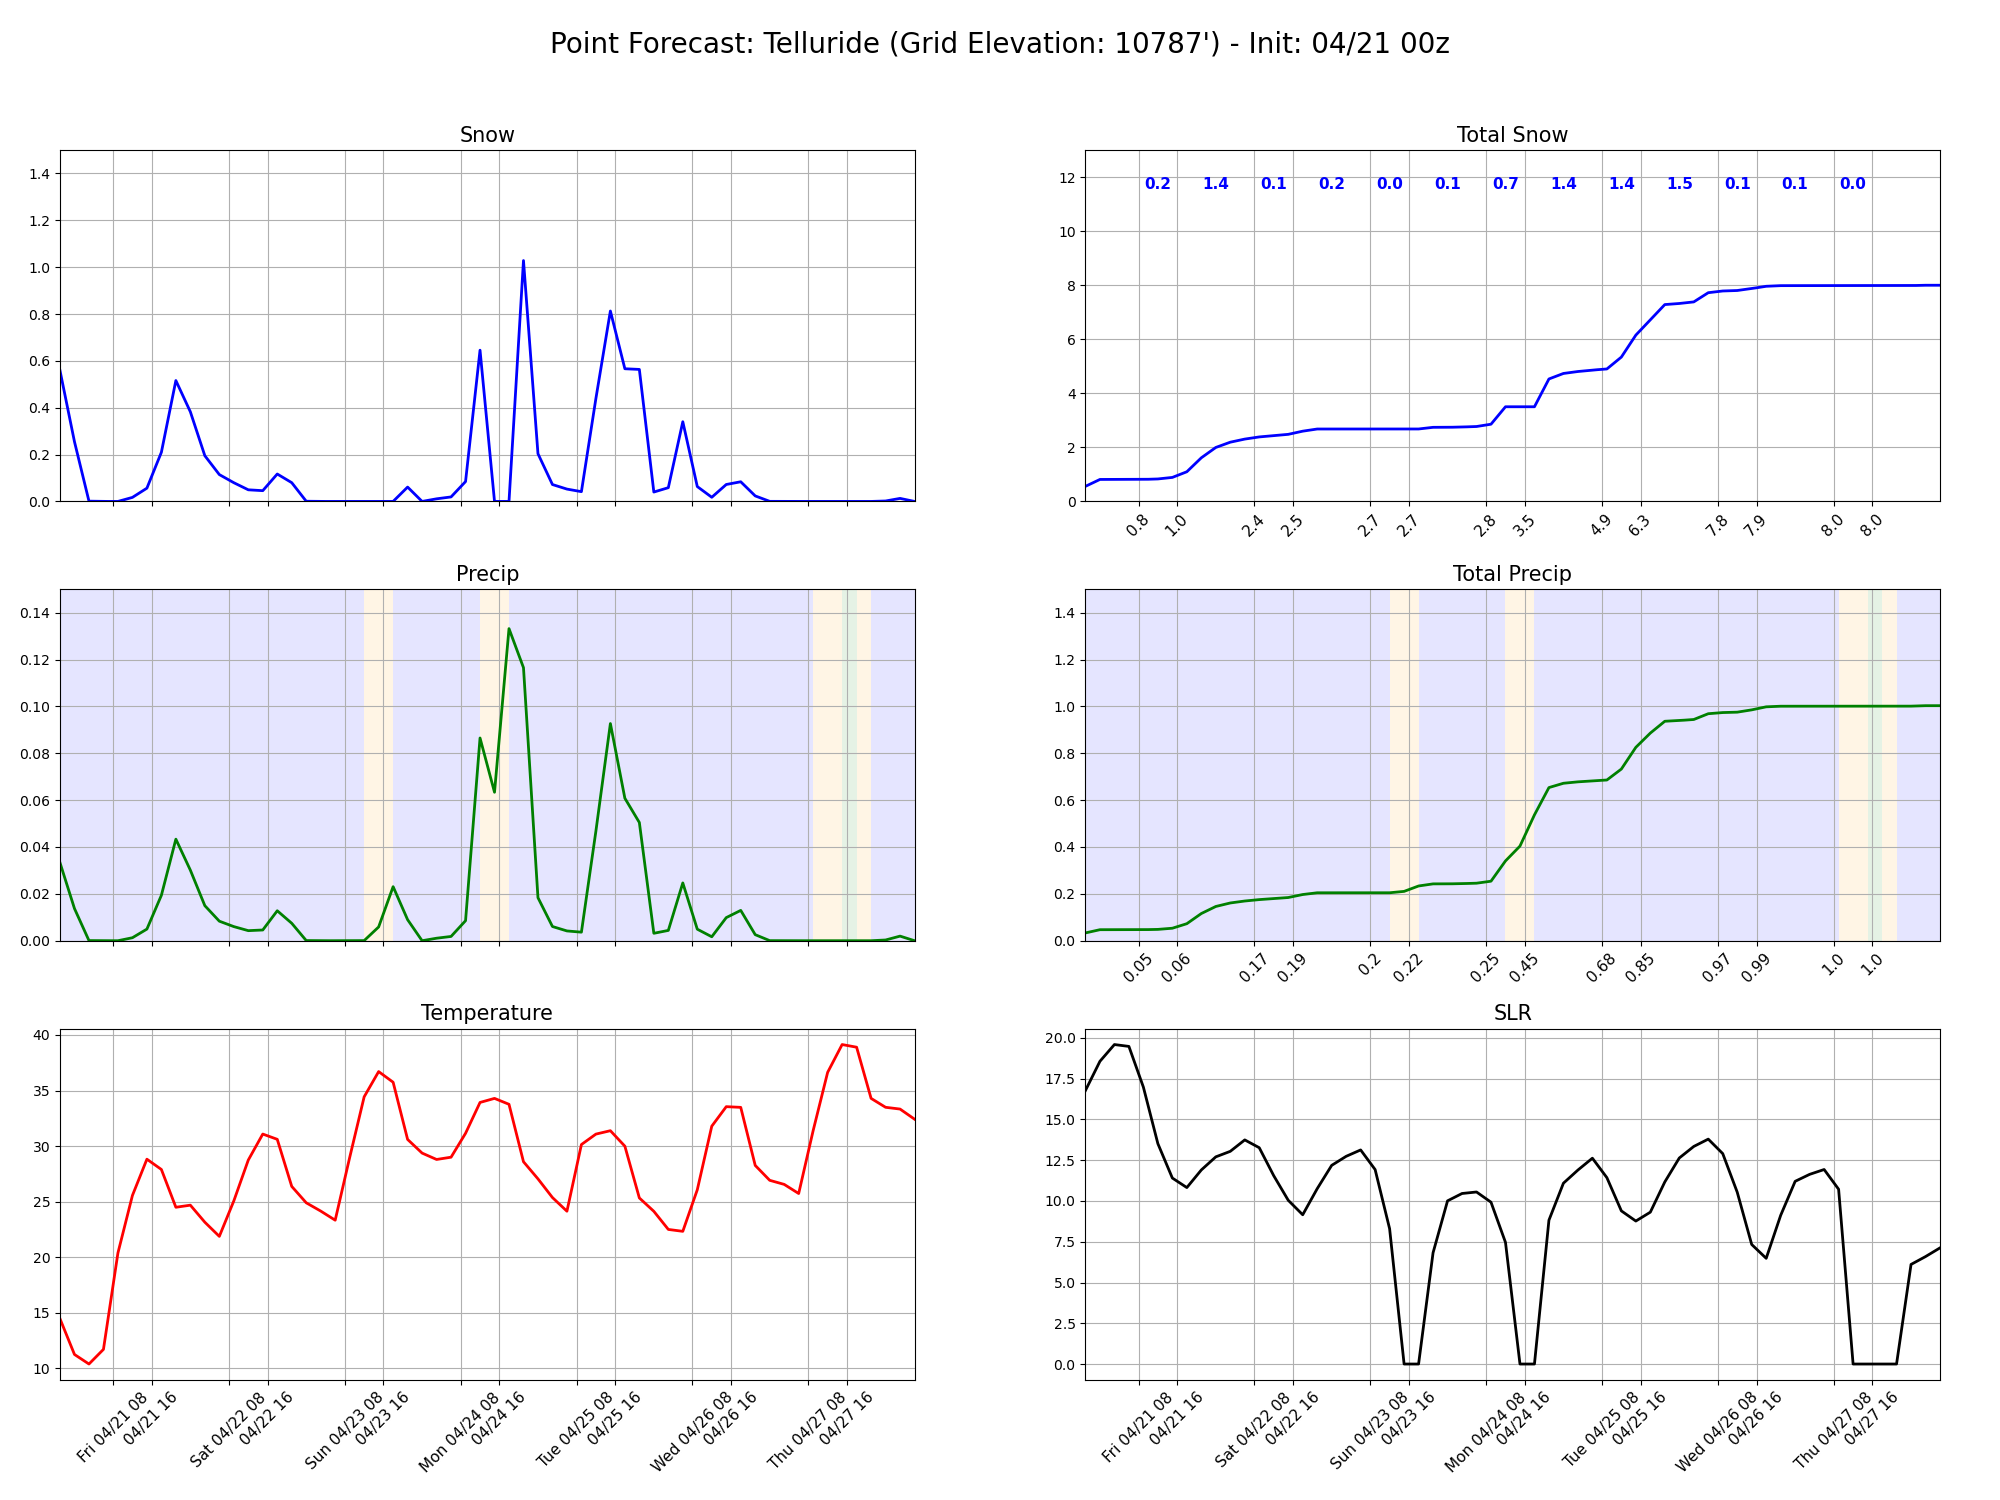 Point Forecast: Telluride (Grid Elevation: 10787') - Init: 04/21 00z
Snow
1.4
1.2
1.0
0.8
0.6
0.4
0.2
0.0
Total Snow
0.2 1.4 0.1 0.2 0.0 0.1 0.7 1.4 1.4 1.5 0.1 0.1 0.0
12
10
8
6
4
2
0
0.8 1.0 2.4 2.5 2.7 2.7 2.8 3.5 4.9 6.3 7.8 7.9 8.0 8.0
Precip
0.14
0.12
0.10
0.08
0.06
0.04
0.02
0.00
Total Precip
1.4
1.2
1.0
0.8
0.6
0.4
0.2
0.0
0.05 0.06 0.17 0.19 0.2 0.22 0.25 0.45 0.68 0.85 0.97 0.99 1.0 1.0
Temperature
40
35
30
25
20
15
10
Fri 04/21 08
04/21 16
Sat 04/22 08
04/22 16
Sun 04/23 08
04/23 16
Mon 04/24 08
04/24 16
Tue 04/25 08
04/25 16
Wed 04/26 08
04/26 16
Thu 04/27 08
04/27 16
SLR
20.0
17.5
15.0
12.5
10.0
7.5
5.0
2.5
0.0
Fri 04/21 08
04/21 16
Sat 04/22 08
04/22 16
Sun 04/23 08
04/23 16
Mon 04/24 08
04/24 16
Tue 04/25 08
04/25 16
Wed 04/26 08
04/26 16
Thu 04/27 08
04/27 16